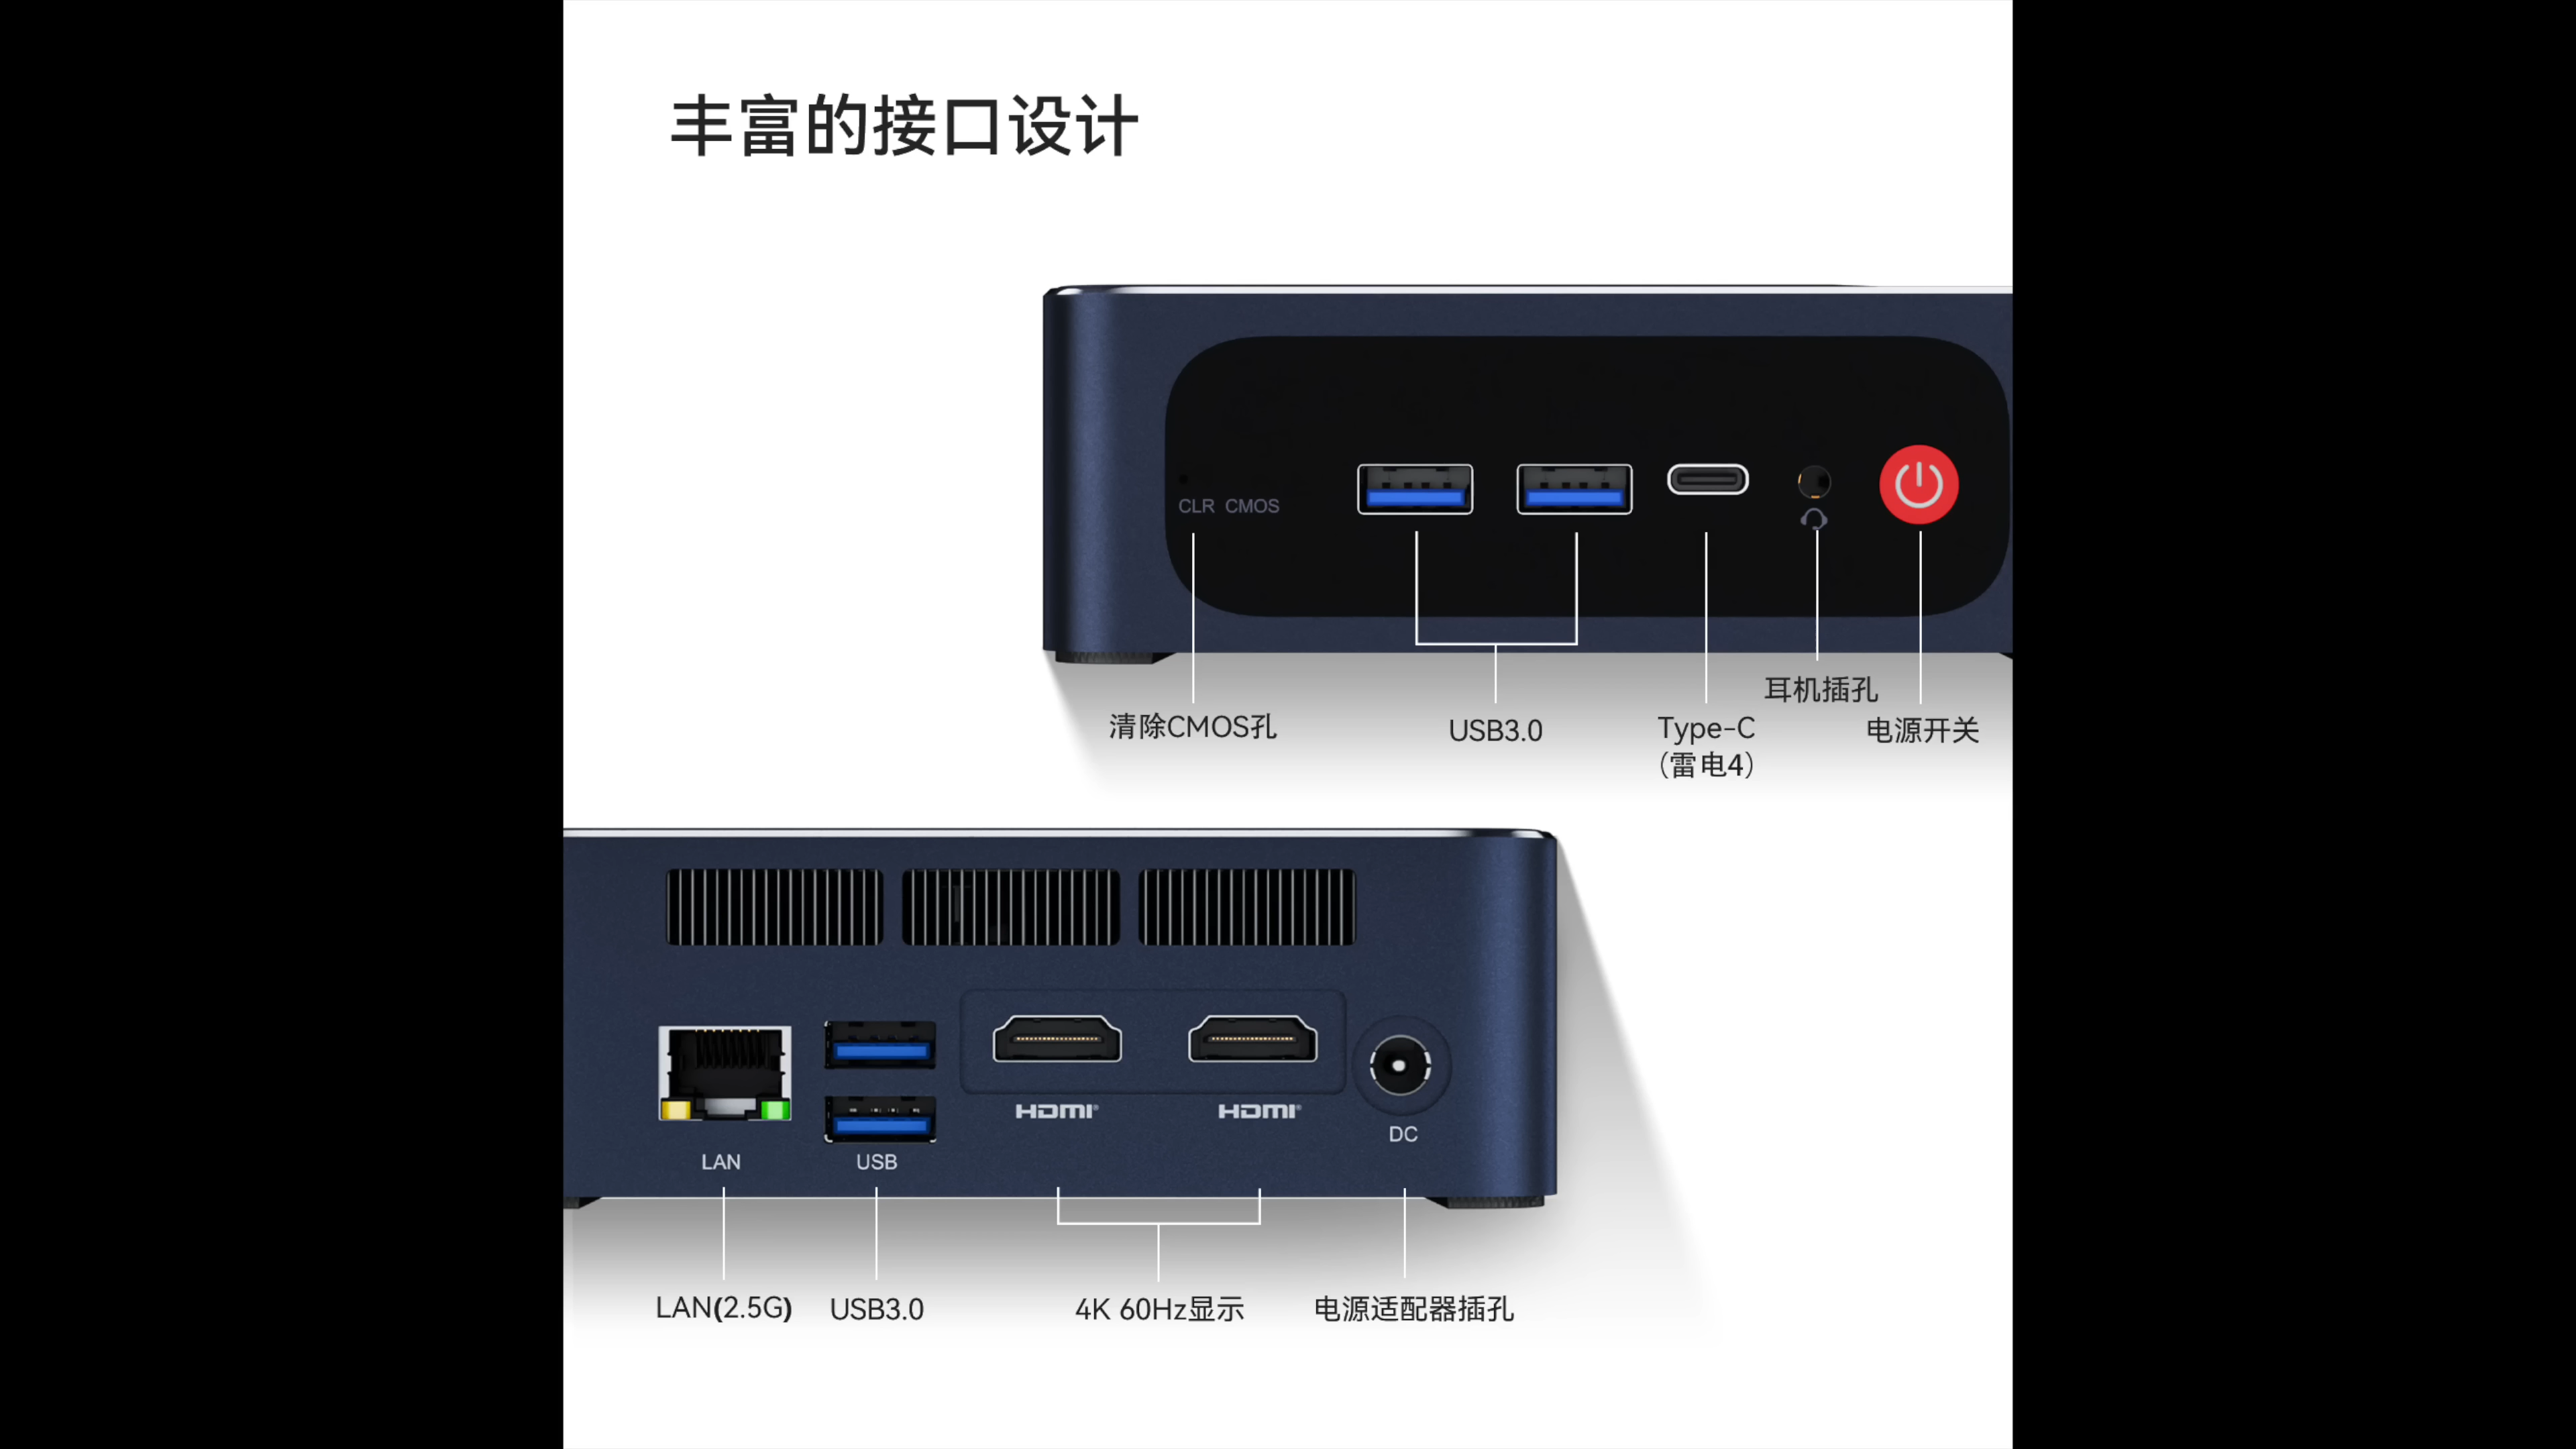 丰富的接口设计
CLR CMOS
清除CMOS孔
USB3.0
Type-C
（雷电4）
耳机插孔
电源开关
HDMI®
HDMI®
DC
LAN
USB
LAN(2.5G)
USB3.0
4K 60Hz显示
电源适配器插孔